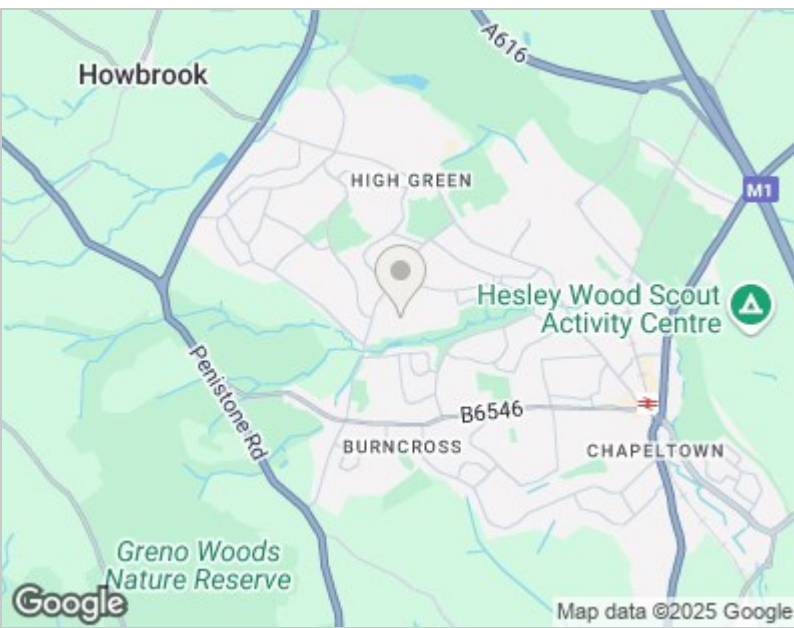 Howbrook
A616
HIGH GREEN
M1
Hesley Wood Scout
Activity Centre
Penistone Rd
B6546
BURNCROSS
CHAPELTOWN
Greno Woods
Nature Reserve
Google
Map data ©2025 Google